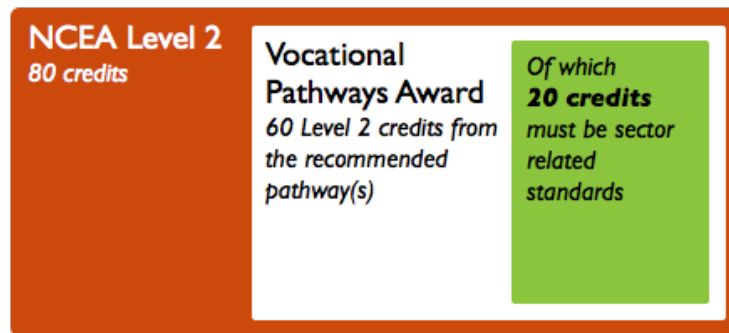 NCEA Level 2
80 credits
Vocational
Pathways Award
60 Level 2 credits from
the recommended
pathway(s)
Of which
20 credits
must be sector
related
standards